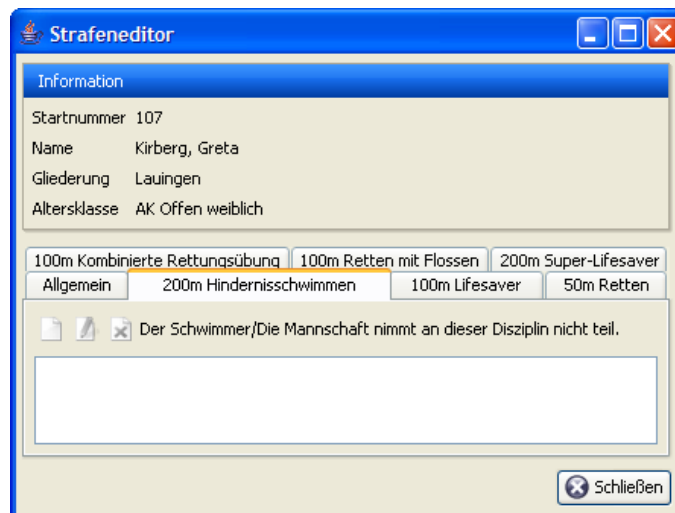 Strafeneditor
Information
Startnummer 107
Name Kirberg, Greta
Gliederung Lauingen
Altersklasse AK Offen weiblich
100m Kombinierte Rettungsübung 100m Retten mit Flossen 200m Super-Lifesaver
Allgemein 200m Hindernisschwimmen 100m Lifesaver 50m Retten
Der Schwimmer/Die Mannschaft nimmt an dieser Disziplin nicht teil.
Schließen